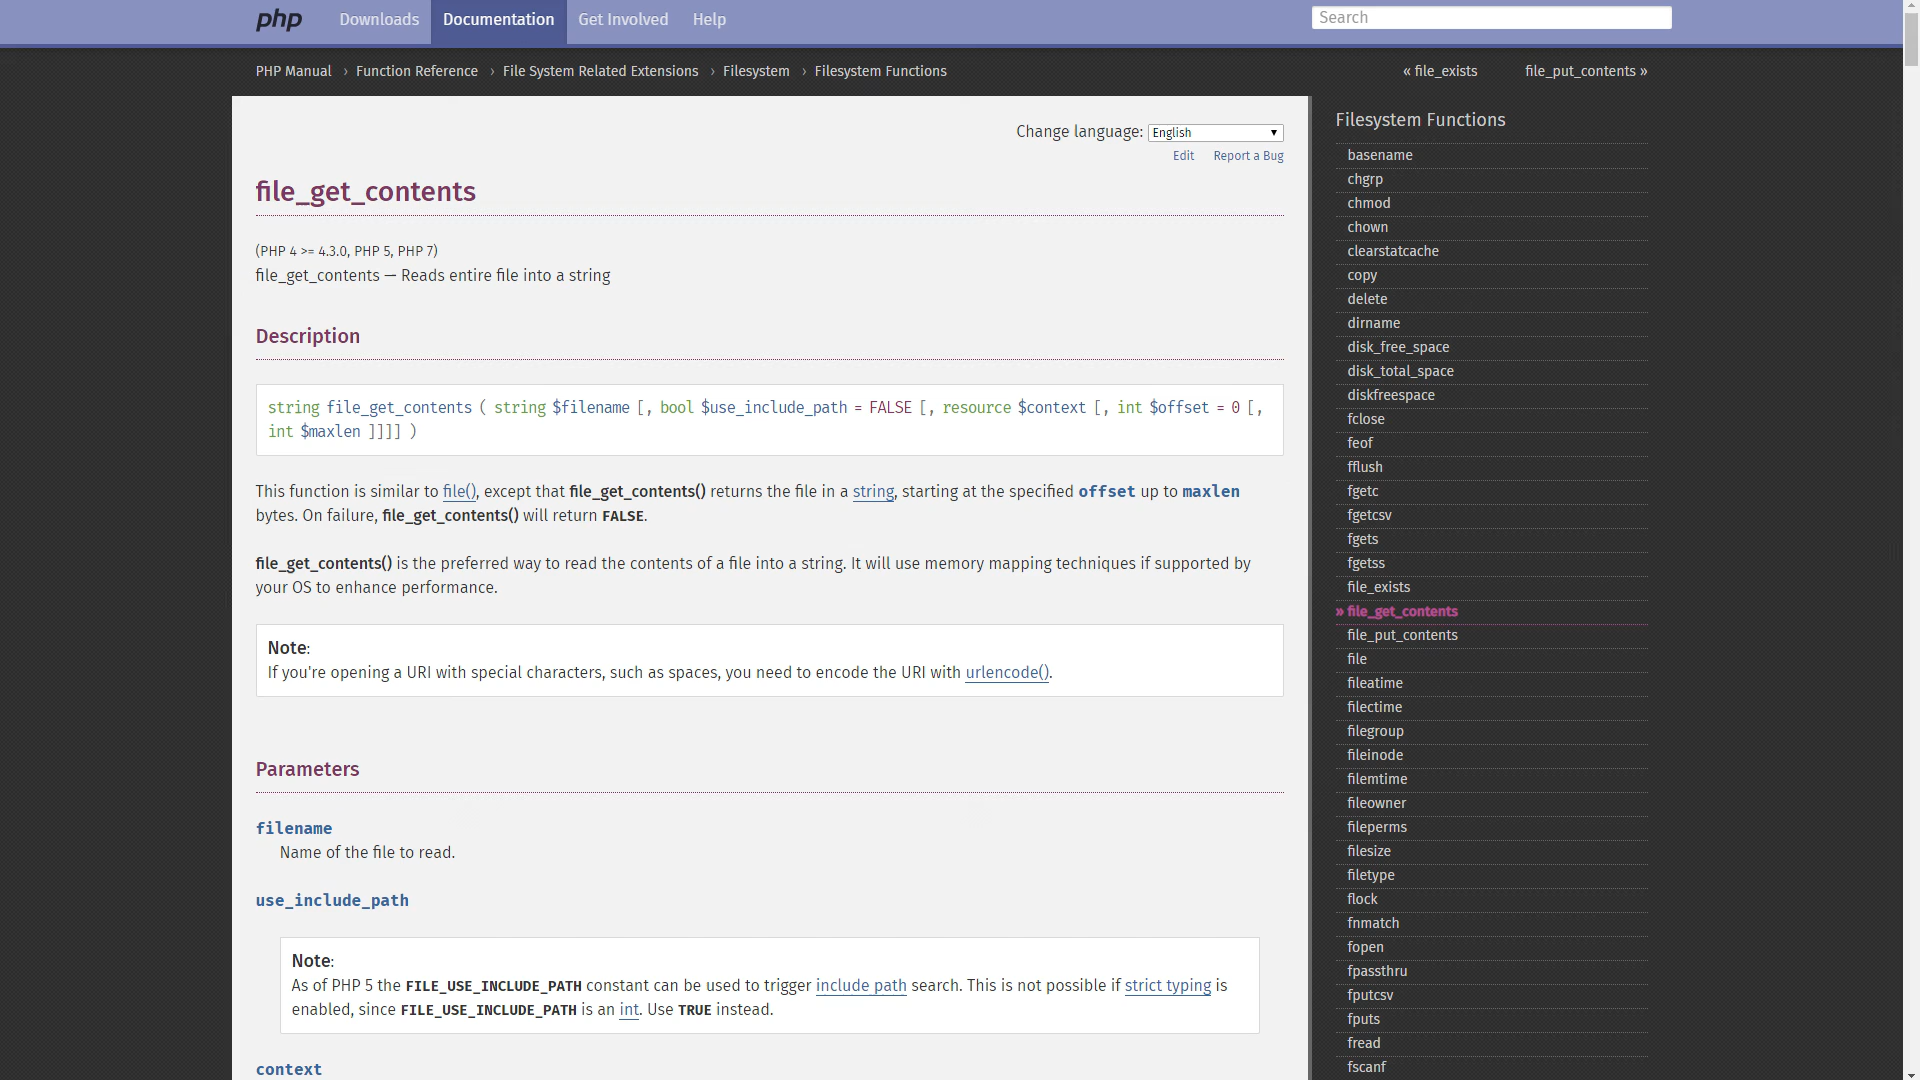 php
Downloads
Documentation
Get Involved
Help
Search
PHP Manual › Function Reference › File System Related Extensions › Filesystem › Filesystem Functions
« file_exists
file_put_contents »
Change language: English
Edit Report a Bug
file_get_contents
(PHP 4 >= 4.3.0, PHP 5, PHP 7)
file_get_contents — Reads entire file into a string
Description
string file_get_contents ( string $filename [, bool $use_include_path = FALSE [, resource $context [, int $offset = 0 [,
int $maxlen ]]]] )
This function is similar to file(), except that file_get_contents() returns the file in a string, starting at the specified offset up to maxlen
bytes. On failure, file_get_contents() will return FALSE.
file_get_contents() is the preferred way to read the contents of a file into a string. It will use memory mapping techniques if supported by
your OS to enhance performance.
Note:
If you're opening a URI with special characters, such as spaces, you need to encode the URI with urlencode().
Parameters
filename
Name of the file to read.
use_include_path
Note:
As of PHP 5 the FILE_USE_INCLUDE_PATH constant can be used to trigger include path search. This is not possible if strict typing is
enabled, since FILE_USE_INCLUDE_PATH is an int. Use TRUE instead.
context
Filesystem Functions
basename
chgrp
chmod
chown
clearstatcache
copy
delete
dirname
disk_free_space
disk_total_space
diskfreespace
fclose
feof
fflush
fgetc
fgetcsv
fgets
fgetss
file_exists
» file_get_contents
file_put_contents
file
fileatime
filectime
filegroup
fileinode
filemtime
fileowner
fileperms
filesize
filetype
flock
fnmatch
fopen
fpassthru
fputcsv
fputs
fread
fscanf